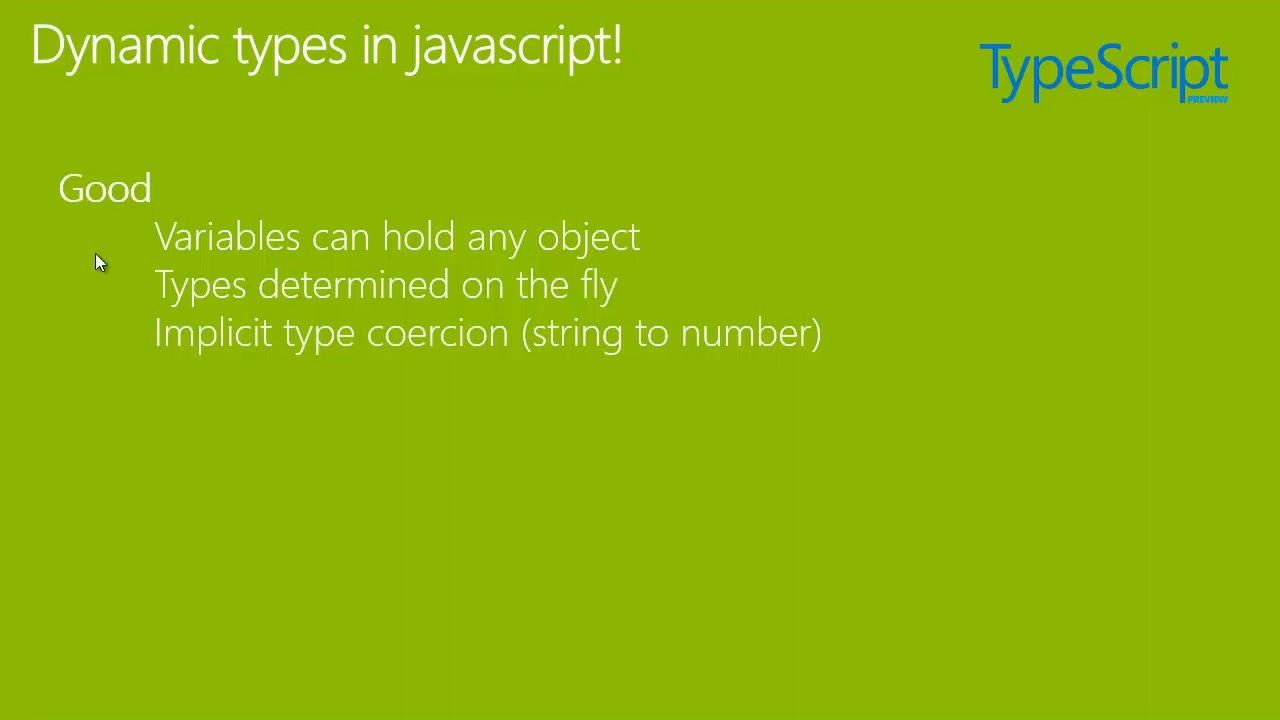 Dynamic types in javascript!
TypeScript
PREVIEW
Good
Variables can hold any object
Types determined on the fly
Implicit type coercion (string to number)